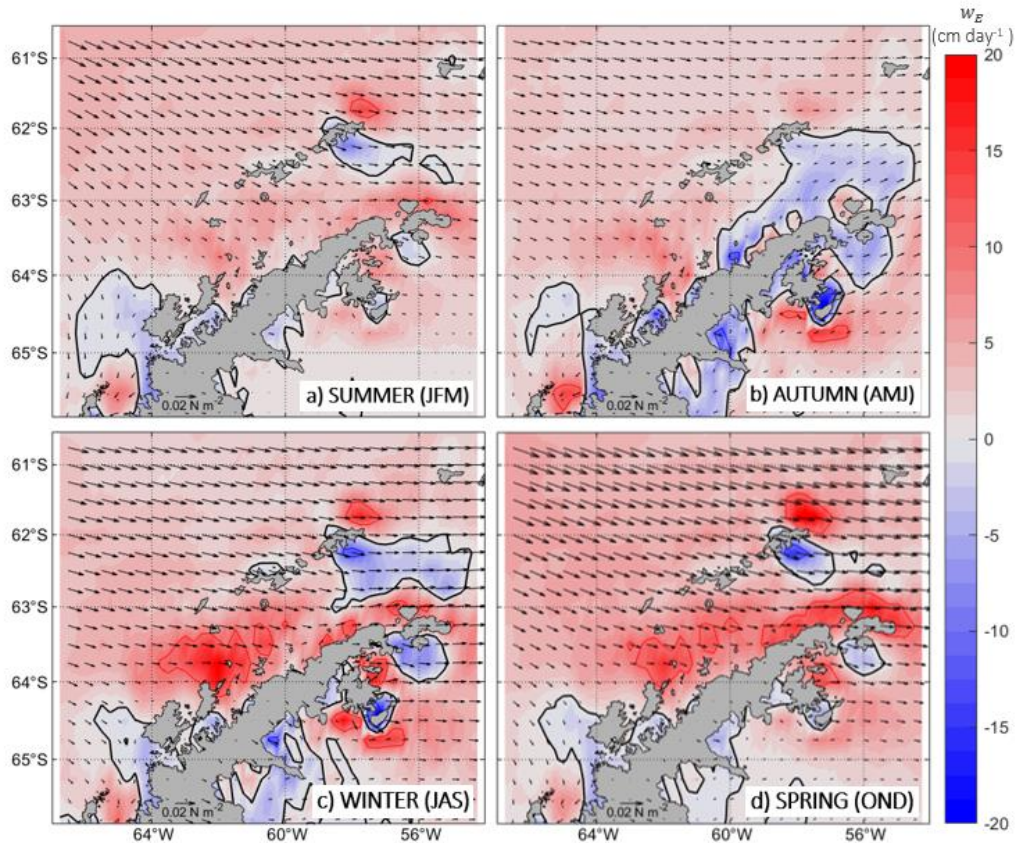 w_E
(cm day⁻¹)
61°S
62°S
63°S
64°S
65°S
0.02 N m⁻²
a) SUMMER (JFM)
0.02 N m⁻²
b) AUTUMN (AMJ)
20
15
10
5
0
-5
-10
-15
-20
61°S
62°S
63°S
64°S
65°S
0.02 N m⁻²
c) WINTER (JAS)
0.02 N m⁻²
d) SPRING (OND)
64°W
60°W
56°W
64°W
60°W
56°W